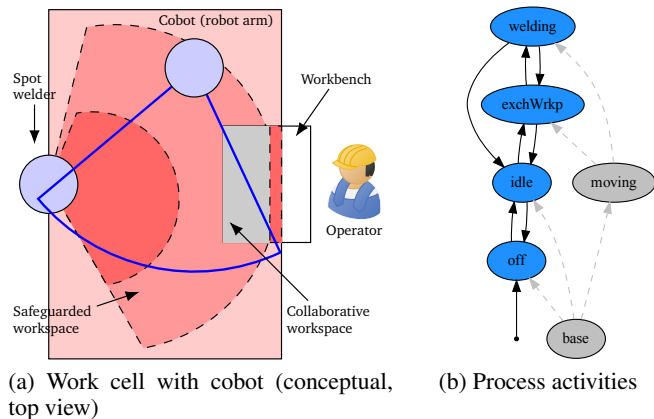 Cobot (robot arm)
Spot
welder
Workbench
Operator
Safeguarded
workspace
Collaborative
workspace
(a) Work cell with cobot (conceptual,
top view)
welding
exchWrkp
idle
moving
off
base
(b) Process activities